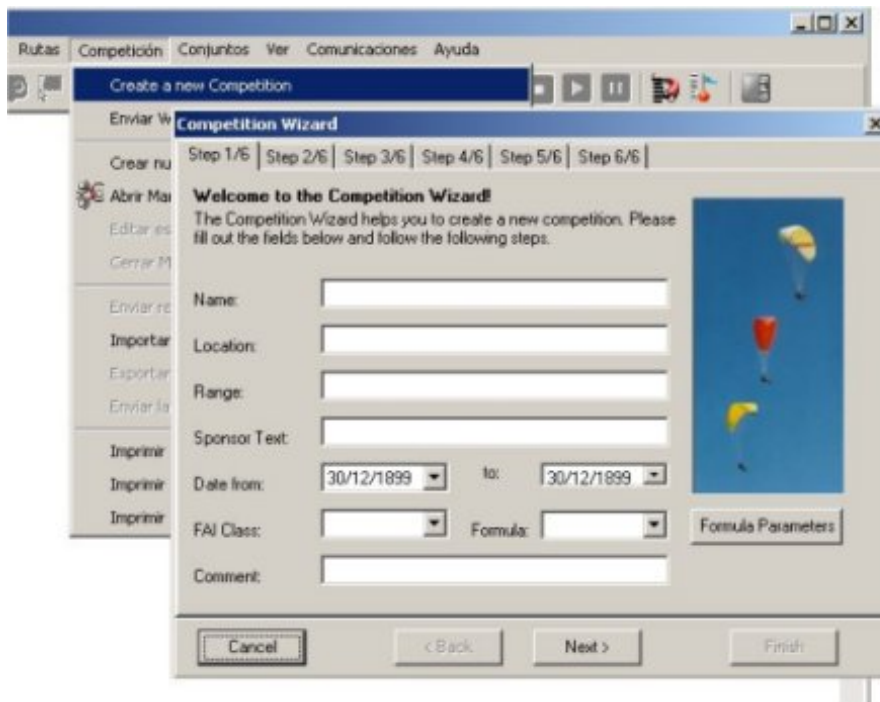 Rutas Competición Conjuntos Ver Comunicaciones Ayuda
Create a new Competition
Enviar
Competition Wizard
Crear nu
Step 1/6 Step 2/6 Step 3/6 Step 4/6 Step 5/6 Step 6/6
Abrir Ma
Welcome to the Competition Wizard!
The Competition Wizard helps you to create a new competition. Please
fill out the fields below and follow the following steps.
Editar es
Cerrar M
Enviar re
Name:
Importar
Location:
Exportar
Range:
Enviar la
Sponsor Text:
Imprimir
Date from: 30/12/1899 to: 30/12/1899
Imprimir
FAI Class: Formula: Formula Parameters
Imprimir
Comment:
Cancel < Back Next > Finish